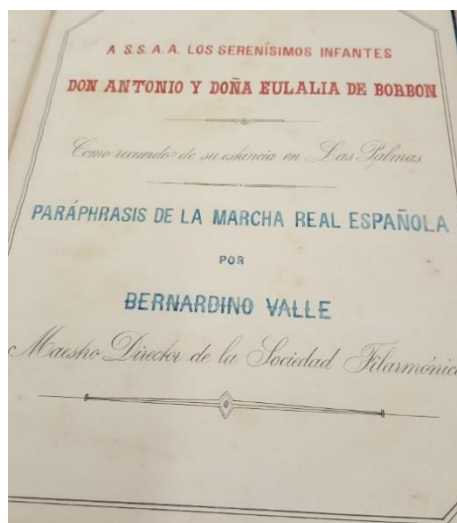 A S.S.A.A. LOS SERENÍSIMOS INFANTES
DON ANTONIO Y DOÑA EULALIA DE BORBON
Como recuerdo de su estancia en Las Palmas
PARÁPHRASIS DE LA MARCHA REAL ESPAÑOLA
POR
BERNARDINO VALLE
Maestro Director de la Sociedad Filarmónic